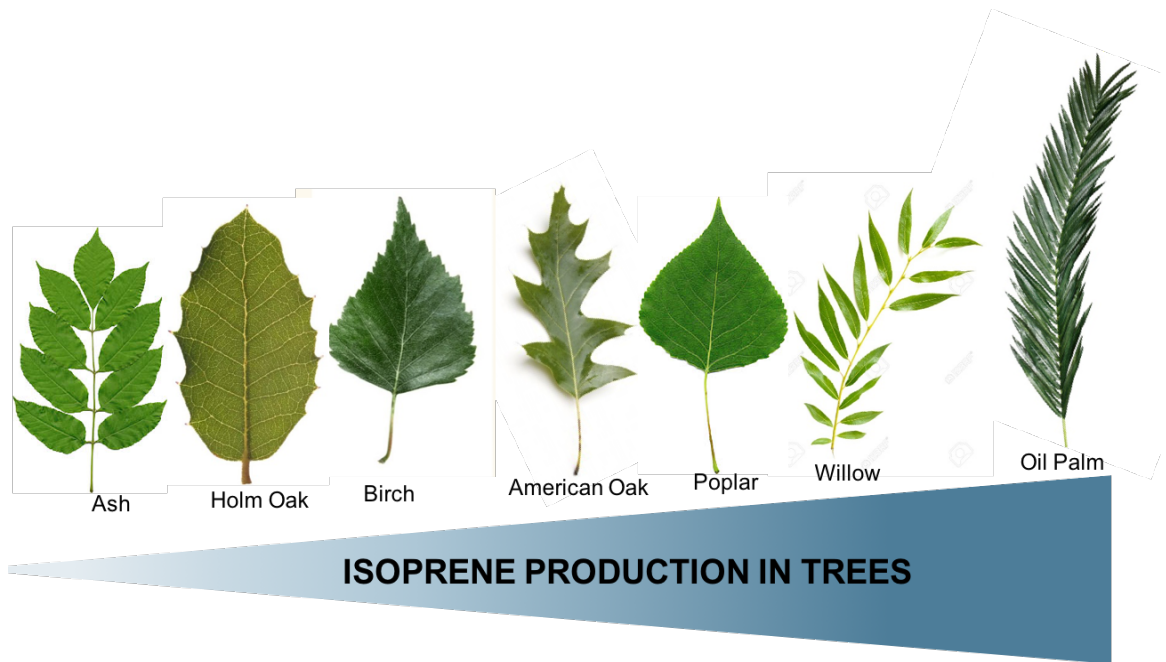 Ash
Holm Oak
Birch
American Oak
Poplar
Willow
Oil Palm
ISOPRENE PRODUCTION IN TREES